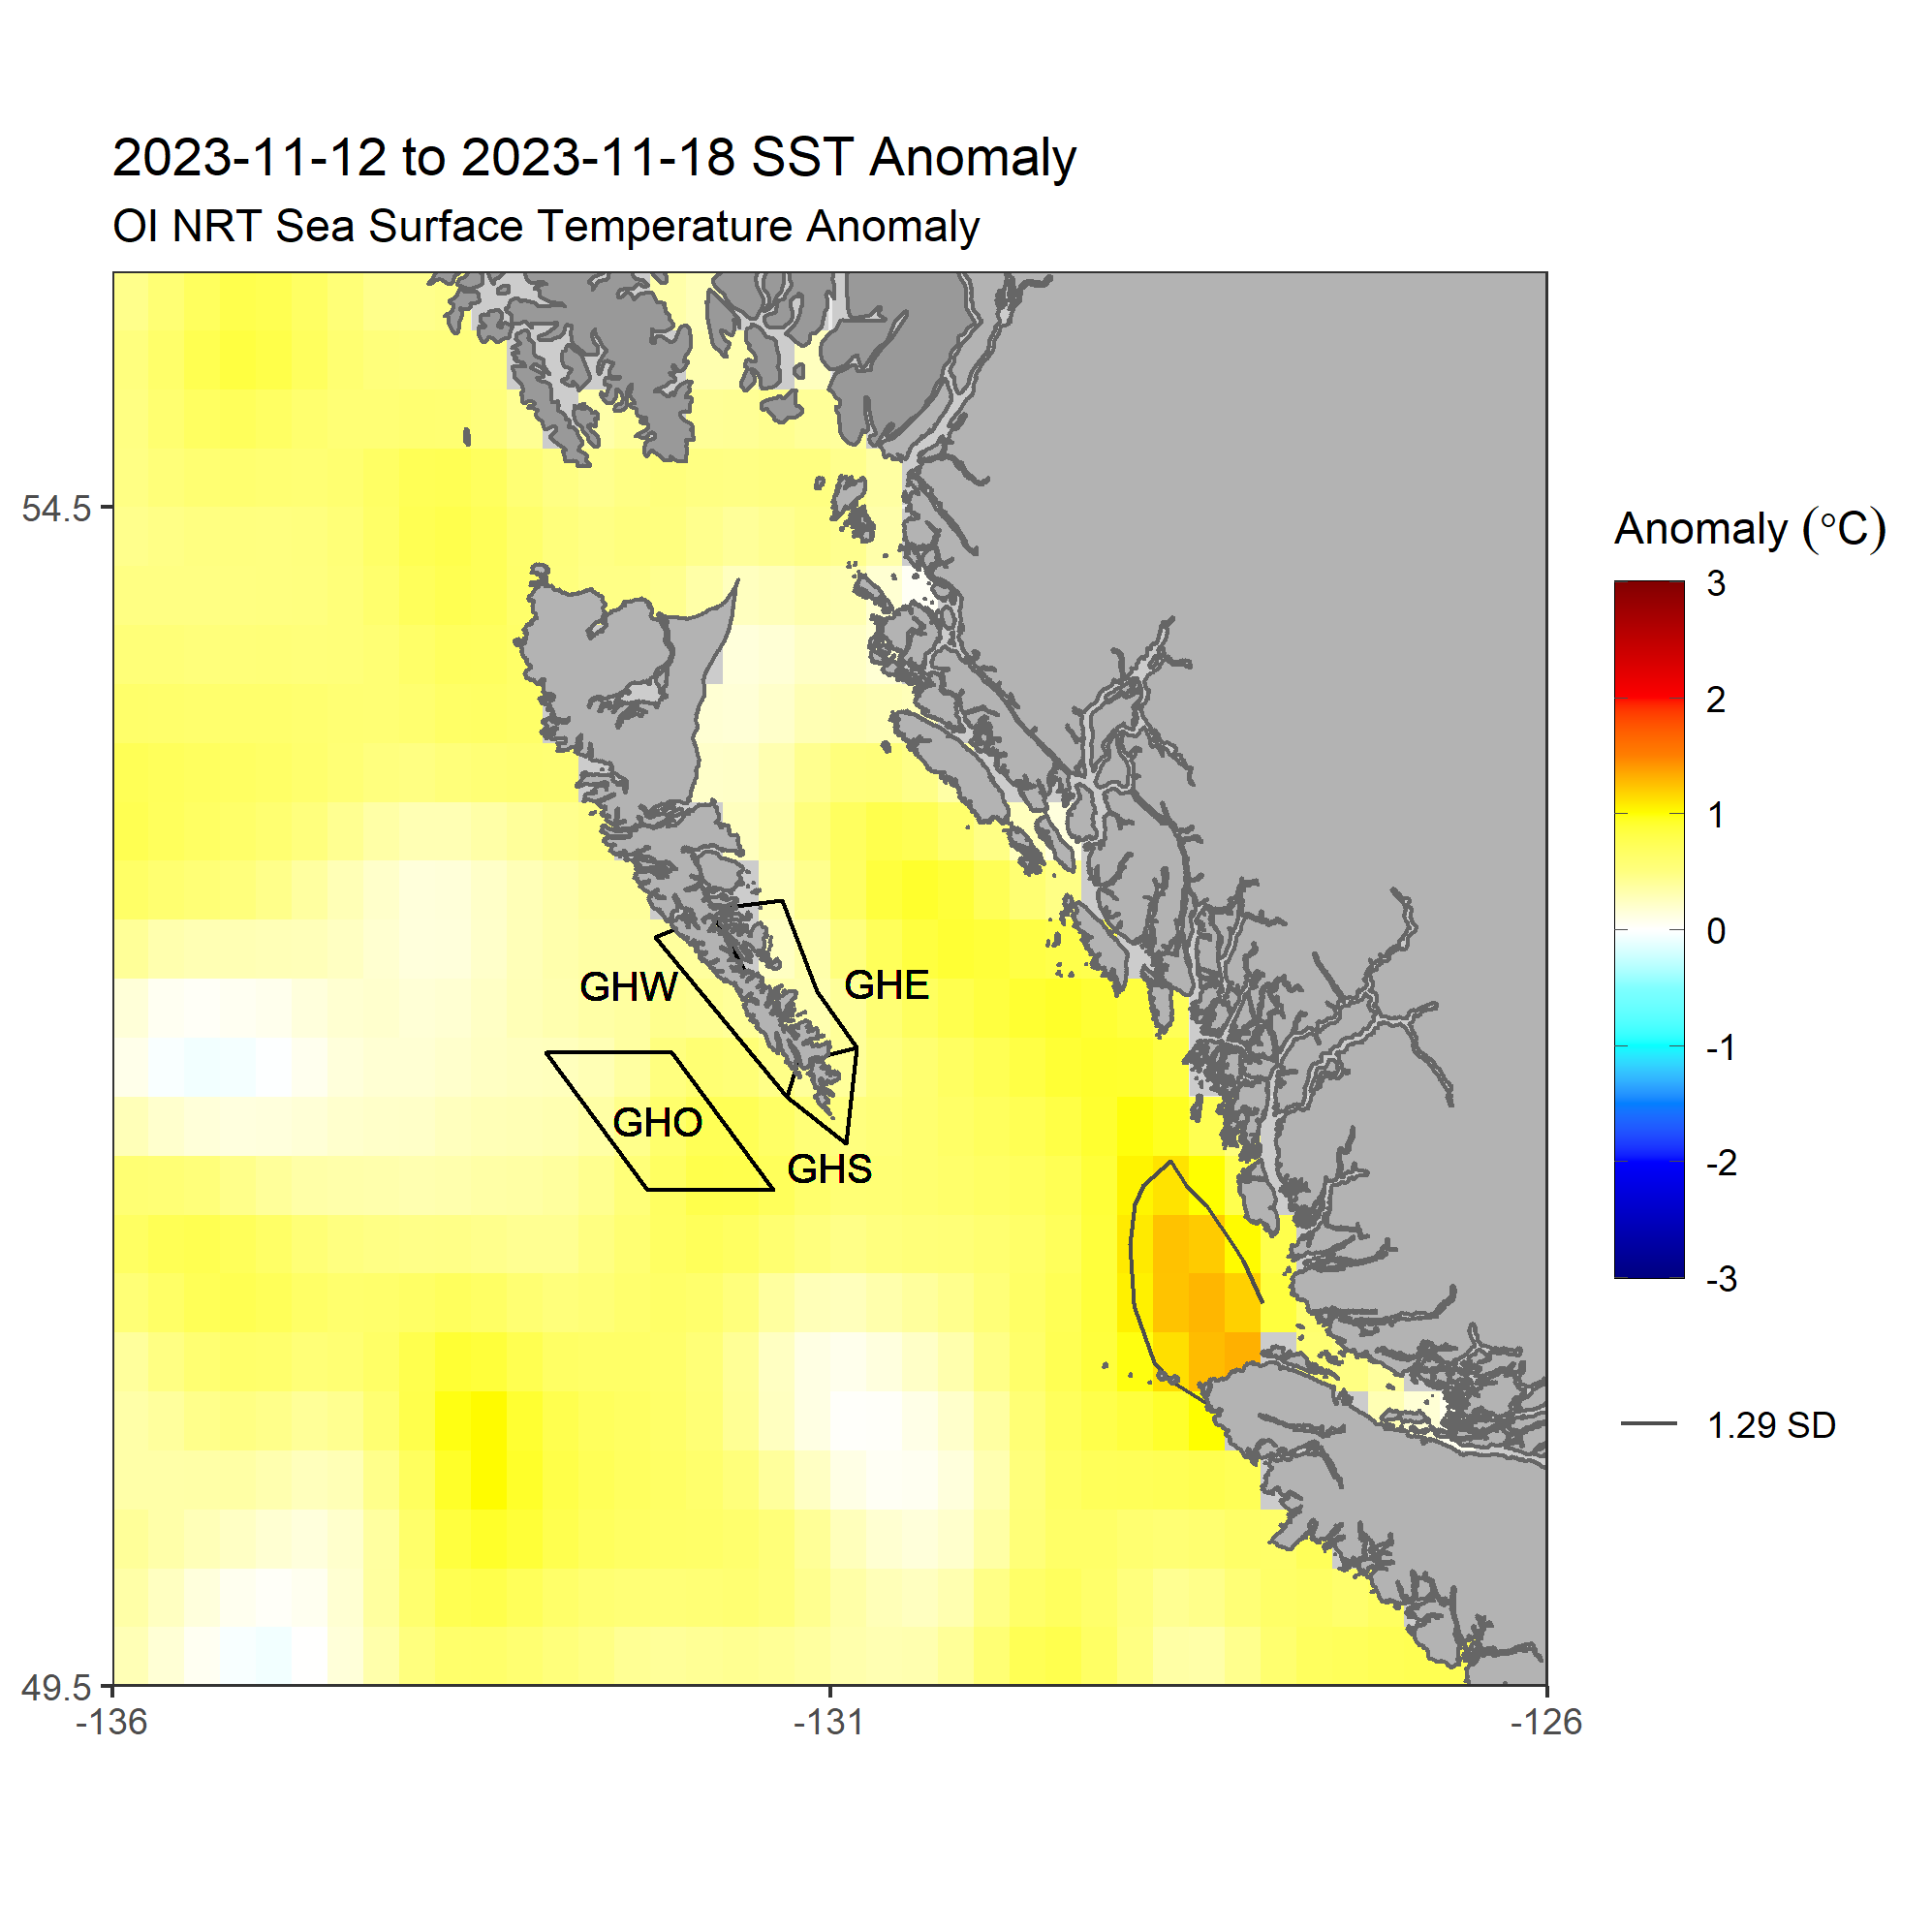 2023-11-12 to 2023-11-18 SST Anomaly
OI NRT Sea Surface Temperature Anomaly
54.5
49.5
-136
-131
-126
GHW
GHE
GHO
GHS
Anomaly (°C)
3
2
1
0
-1
-2
-3
1.29 SD